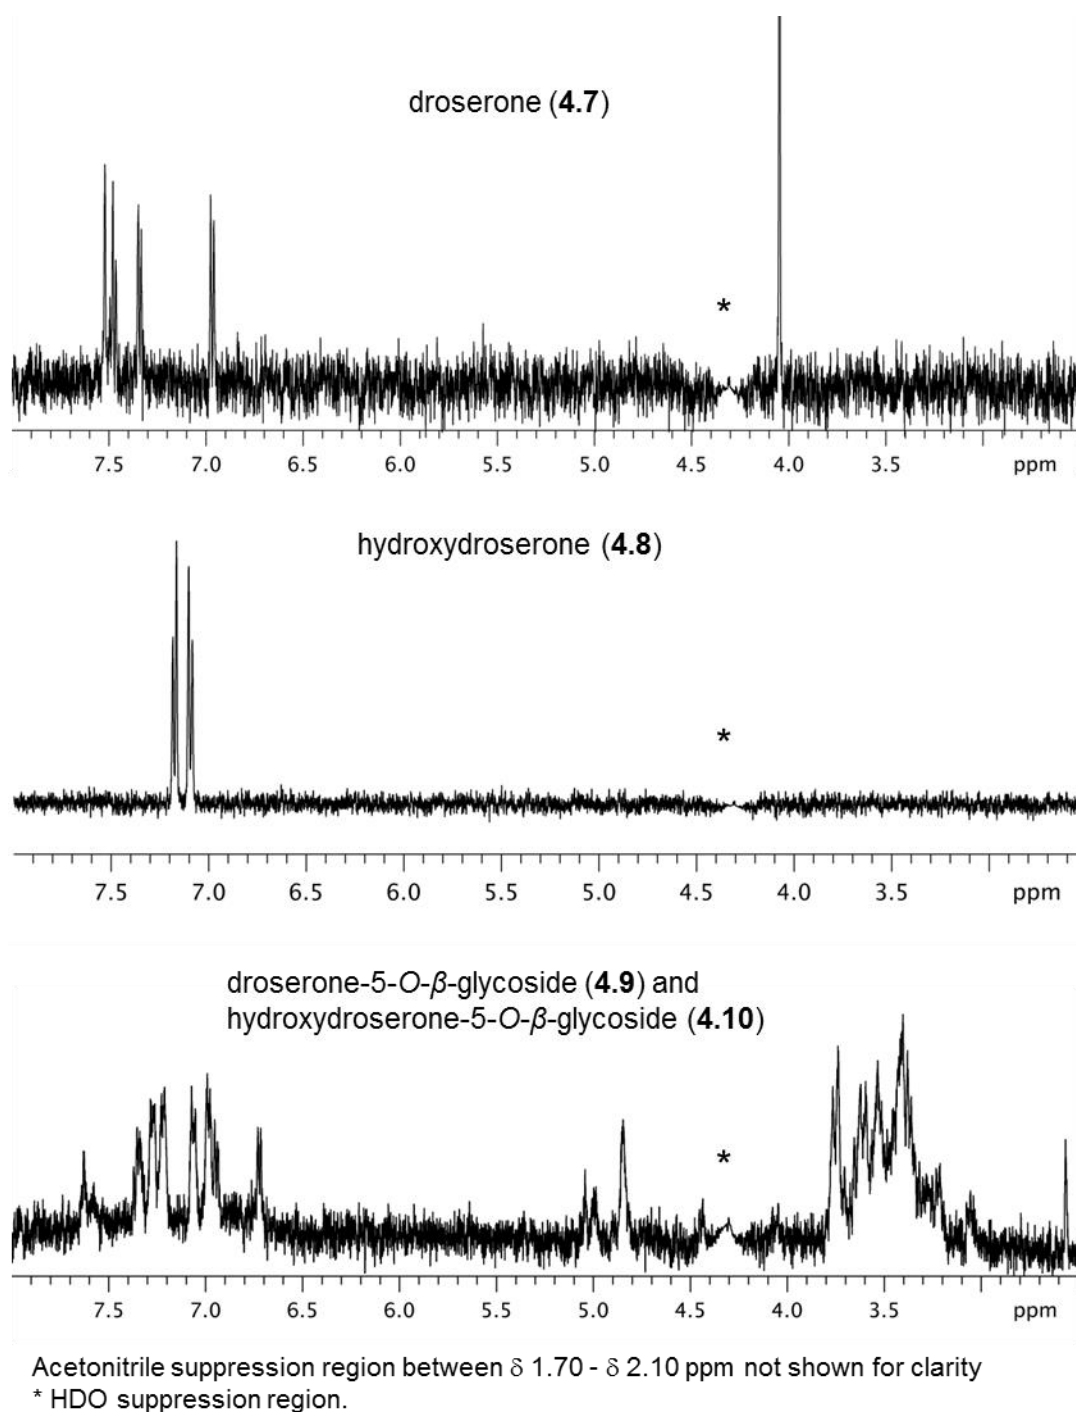 droserone (4.7)
*
7.5 7.0 6.5 6.0 5.5 5.0 4.5 4.0 3.5 ppm
hydroxydroserone (4.8)
*
7.5 7.0 6.5 6.0 5.5 5.0 4.5 4.0 3.5 ppm
droserone-5-O-β-glycoside (4.9) and
hydroxydroserone-5-O-β-glycoside (4.10)
*
7.5 7.0 6.5 6.0 5.5 5.0 4.5 4.0 3.5 ppm
Acetonitrile suppression region between δ 1.70 - δ 2.10 ppm not shown for clarity
* HDO suppression region.